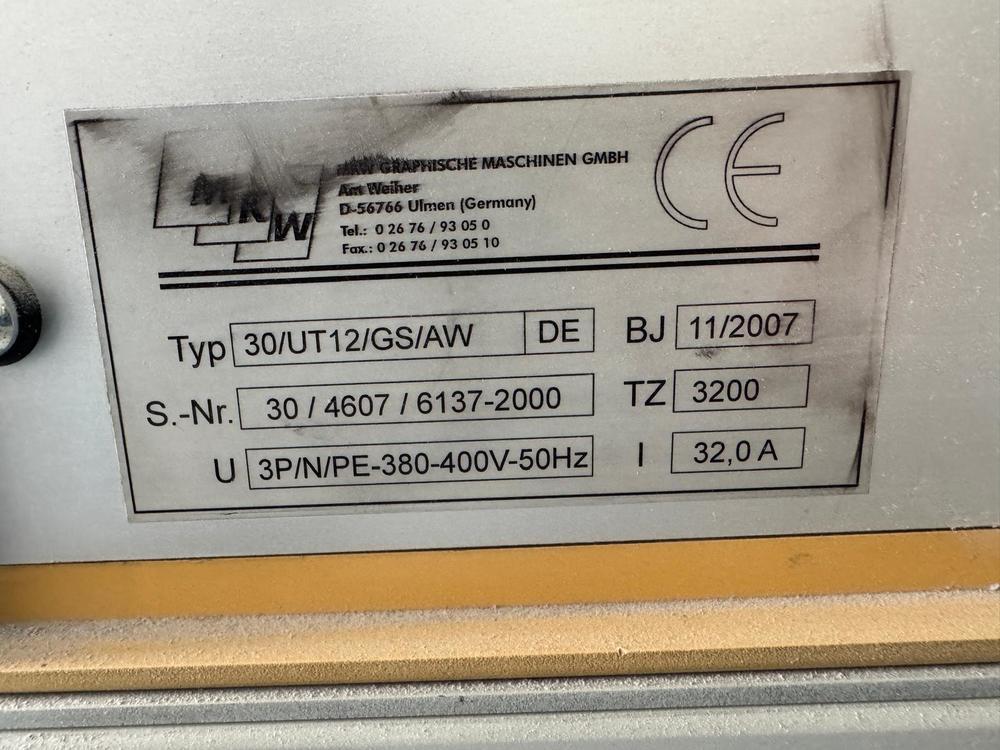 MKW
MKW GRAPHISCHE MASCHINEN GMBH
Am Weiher
D-56766 Ulmen (Germany)
Tel.: 0 26 76 / 93 05 0
Fax.: 0 26 76 / 93 05 10
CE
Typ 30/UT12/GS/AW DE BJ 11/2007
S.-Nr. 30 / 4607 / 6137-2000 TZ 3200
U 3P/N/PE-380-400V-50Hz I 32,0 A